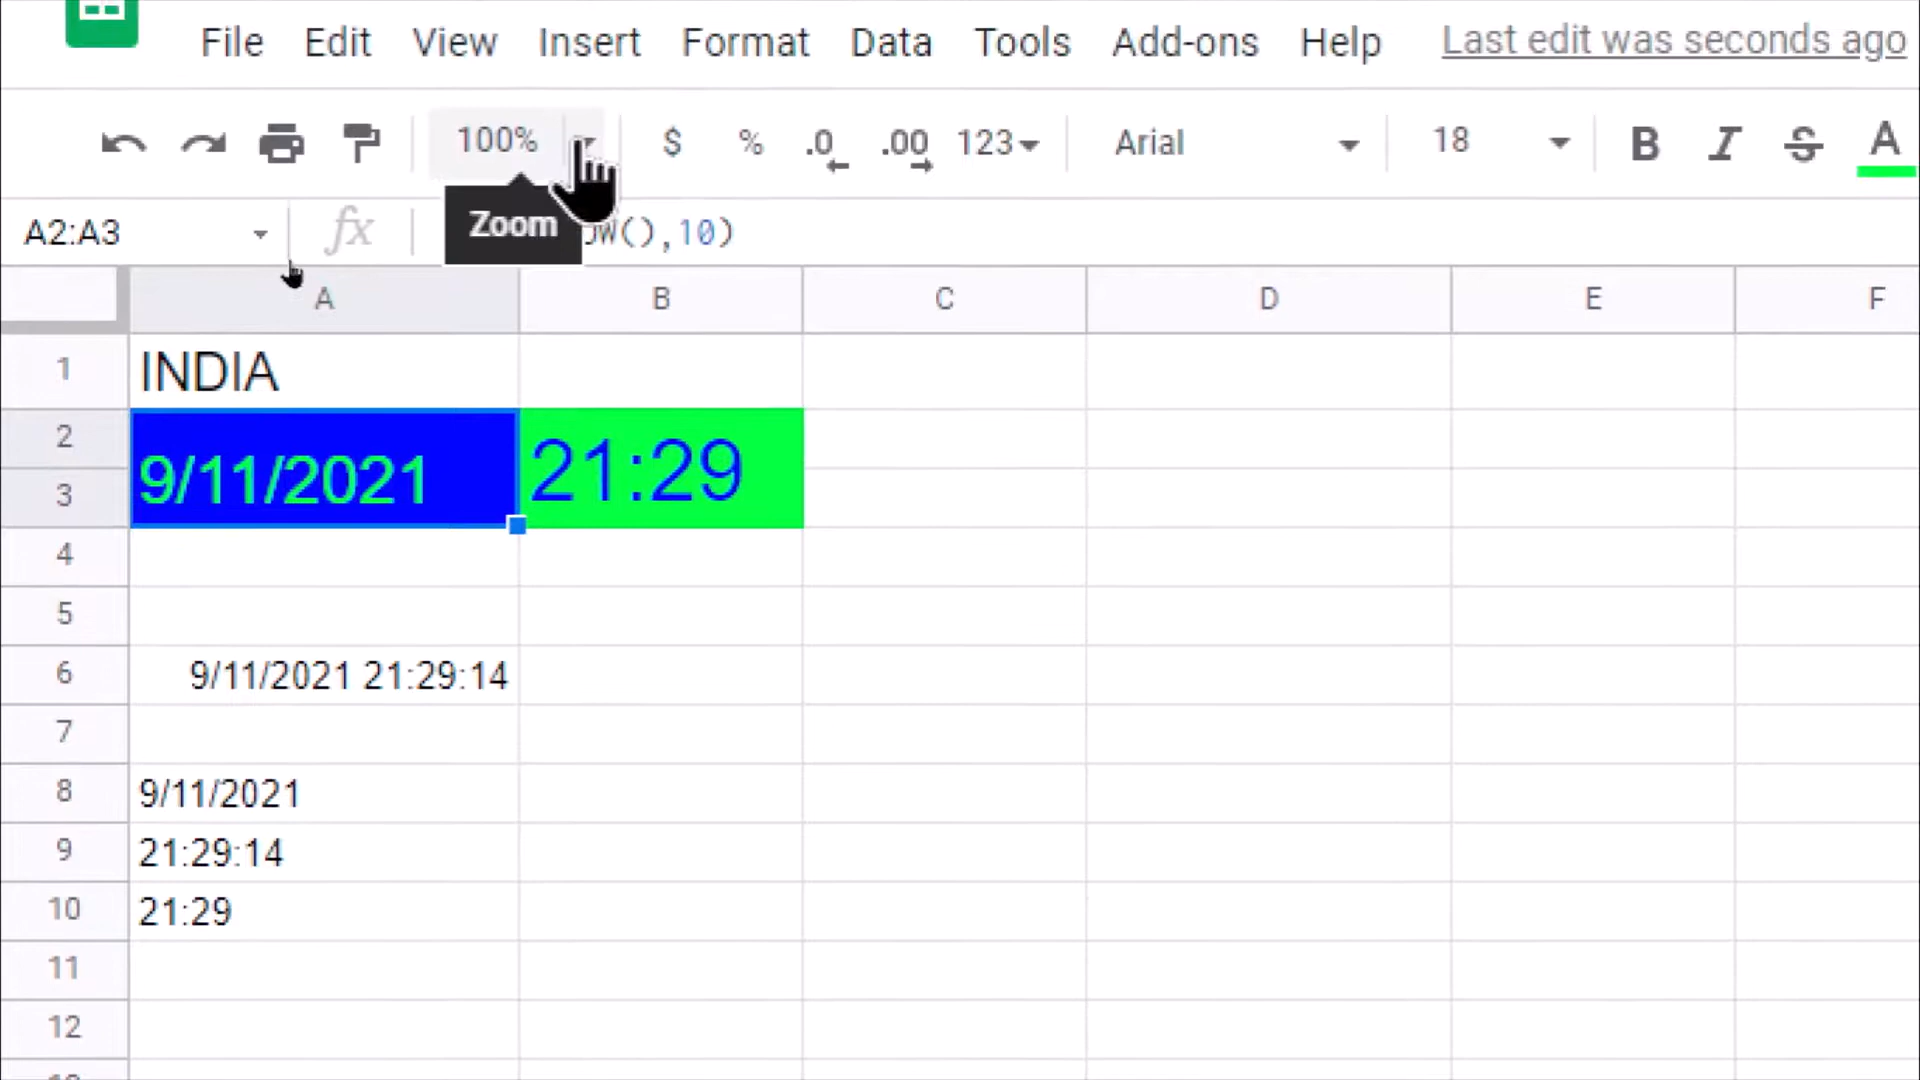 File Edit View Insert Format Data Tools Add-ons Help Last edit was seconds ago
100% $ % .0 .00 123 Arial 18 B I S A
A2:A3 fx OW(),10)
Zoom
A B C D E F
1 INDIA
2
3 9/11/2021 21:29
4
5
6 9/11/2021 21:29:14
7
8 9/11/2021
9 21:29:14
10 21:29
11
12